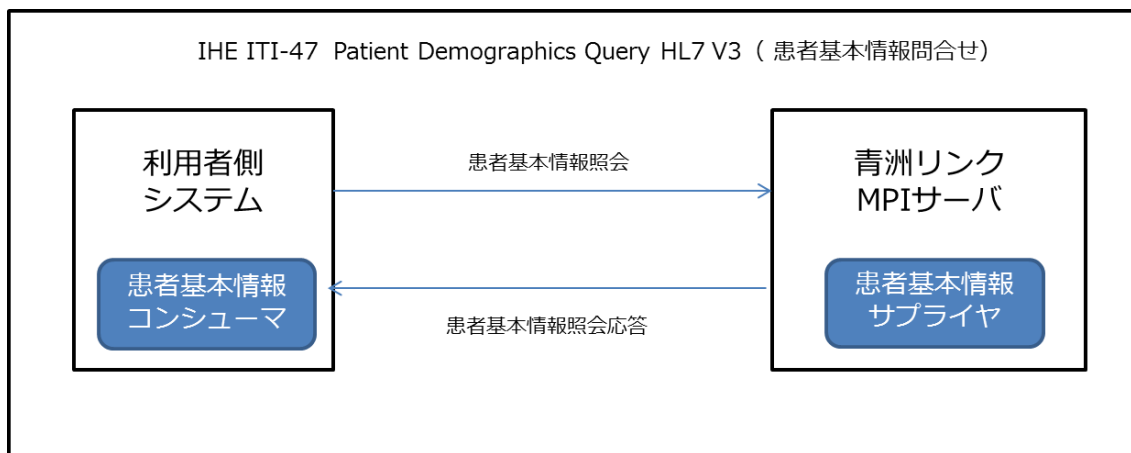 IHE ITI-47 Patient Demographics Query HL7 V3 ( 患者基本情報問合せ)
利用者側
システム
患者基本情報
コンシューマ
患者基本情報照会
患者基本情報照会応答
青洲リンク
MPIサーバ
患者基本情報
サプライヤ